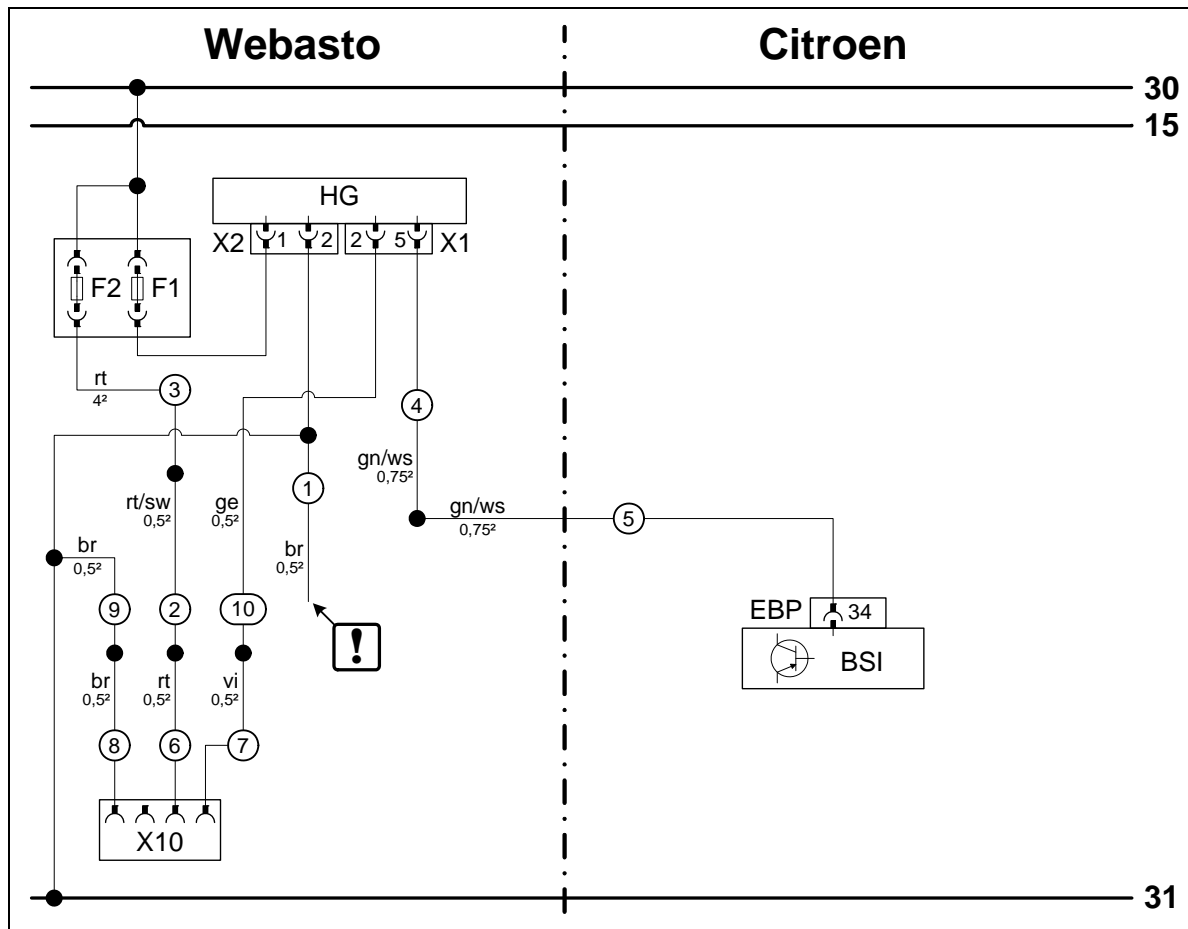 Webasto
Citroen
30
15
HG
X2 1 2 2 5 X1
F2 F1
rt
4²
3
4
gn/ws
0,75²
1
rt/sw
0,5²
ge
0,5²
gn/ws
0,75²
5
br
0,5²
br
0,5²
9
2
10
!
EBP 34
BSI
br
0,5²
rt
0,5²
vi
0,5²
8
6
7
X10
31